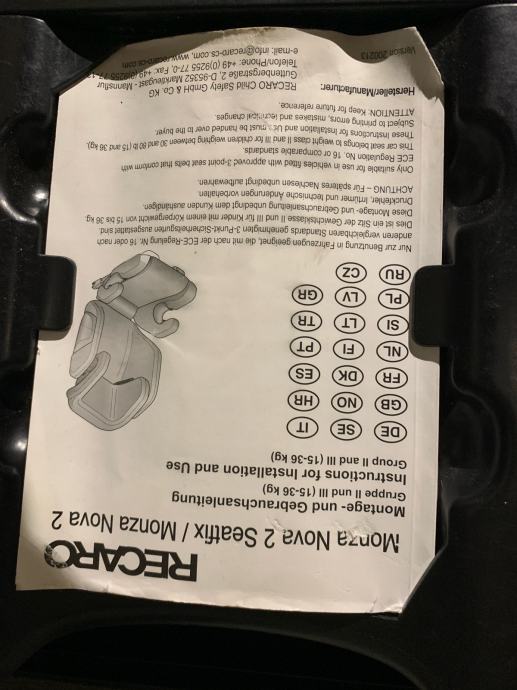 RECARO
Monza Nova 2 Seatfix / Monza Nova 2
Montage- und Gebrauchsanleitung
Gruppe II und III (15-36 kg)
Instructions for Installation and Use
Group II and III (15-36 kg)
DE SE IT
GB NO HR
FR DK ES
NL FI PT
SI LT TR
PL LV GR
RU CZ
Nur zur Benutzung in Fahrzeugen geeignet, die mit nach der ECE-Regelung Nr. 16 oder nach
anderen vergleichbaren Standards genehmigten 3-Punkt-Sicherheitsgurten ausgestattet sind.
Dies ist ein Sitz der Gewichtsklasse II und III für Kinder mit einem Körpergewicht von 15 bis 36 kg.
Diese Montage- und Gebrauchsanleitung unbedingt dem Kunden aushändigen.
Druckfehler, Irrtümer und technische Änderungen vorbehalten.
ACHTUNG – Für späteres Nachlesen unbedingt aufbewahren.
Only suitable for use in vehicles fitted with approved 3-point seat belts that conform with
ECE Regulation No. 16 or comparable standards.
This car seat belongs to weight class II and III for children weighing between 30 and 80 lb (15 and 36 kg).
These instructions for installation and use must be handed over to the buyer.
Subject to printing errors, mistakes and technical changes.
ATTENTION: Keep for future reference.
Hersteller/Manufacturer: RECARO Child Safety GmbH & Co. KG
Guttenbergstraße 2, D-95352 Marktleugast - Mannsflur
Telefon/Phone: +49 (0)9255 77-0, Fax: +49 (0)9255 77-13
e-mail: info@recaro-cs.com, www.recaro-cs.com
Version 200213